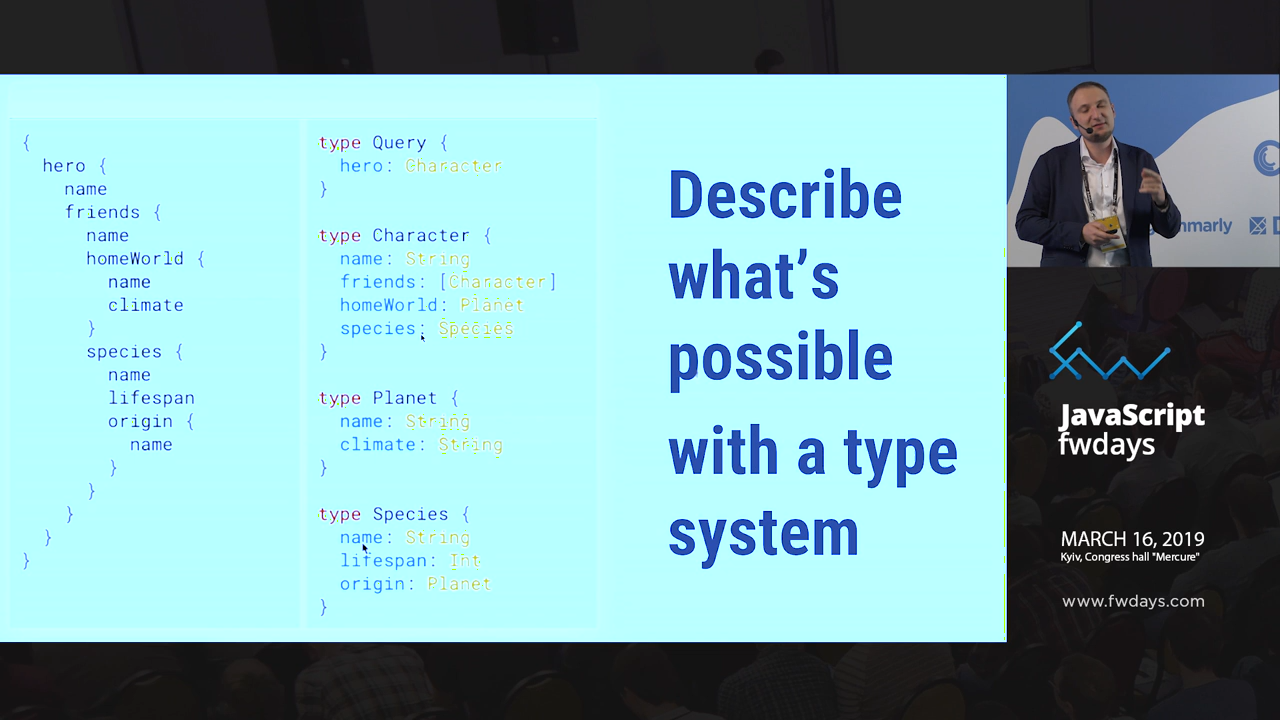 {
  hero {
    name
    friends {
      name
      homeWorld {
        name
        climate
      }
      species {
        name
        lifespan
        origin {
          name
        }
      }
    }
  }
}
type Query {
  hero: Character
}
type Character {
  name: String
  friends: [Character]
  homeWorld: Planet
  species: Species
}
type Planet {
  name: String
  climate: String
}
type Species {
  name: String
  lifespan: Int
  origin: Planet
}
Describe
what’s
possible
with a type
system
JavaScript
fwdays
MARCH 16, 2019
Kyiv, Congress hall "Mercure"
www.fwdays.com